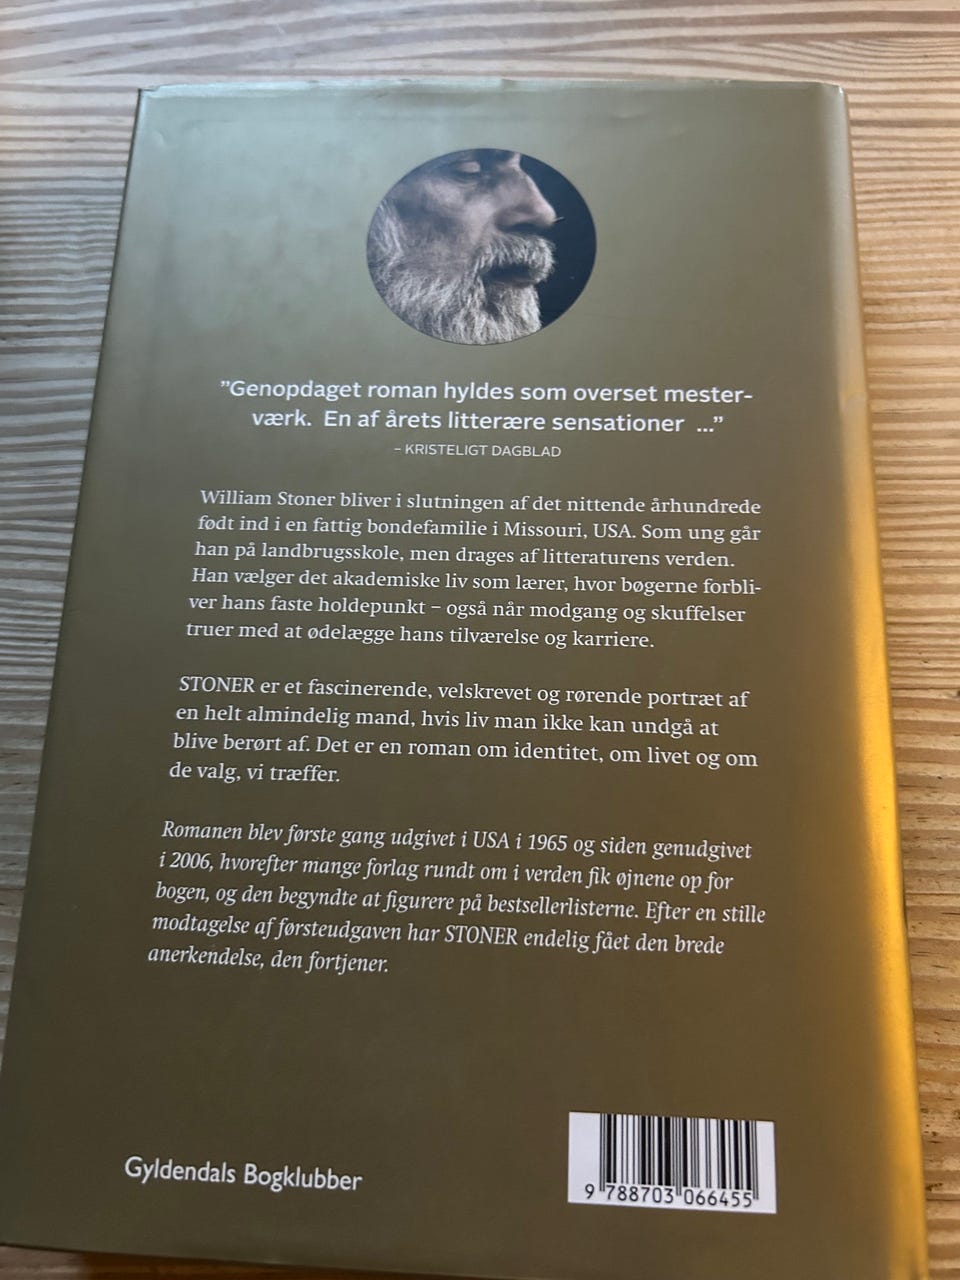 "Genopdaget roman hyldes som overset mester-
værk. En af årets litterære sensationer ..."
– KRISTELIGT DAGBLAD
William Stoner bliver i slutningen af det nittende århundrede
født ind i en fattig bondefamilie i Missouri, USA. Som ung går
han på landbrugsskole, men drages af litteraturens verden.
Han vælger det akademiske liv som lærer, hvor bøgerne forbli-
ver hans faste holdepunkt – også når modgang og skuffelser
truer med at ødelægge hans tilværelse og karriere.
STONER er et fascinerende, velskrevet og rørende portræt af
en helt almindelig mand, hvis liv man ikke kan undgå at
blive berørt af. Det er en roman om identitet, om livet og om
de valg, vi træffer.
Romanen blev første gang udgivet i USA i 1965 og siden genudgivet
i 2006, hvorefter mange forlag rundt om i verden fik øjnene op for
bogen, og den begyndte at figurere på bestsellerlisterne. Efter en stille
modtagelse af førsteudgaven har STONER endelig fået den brede
anerkendelse, den fortjener.
Gyldendals Bogklubber
9 788703 066455